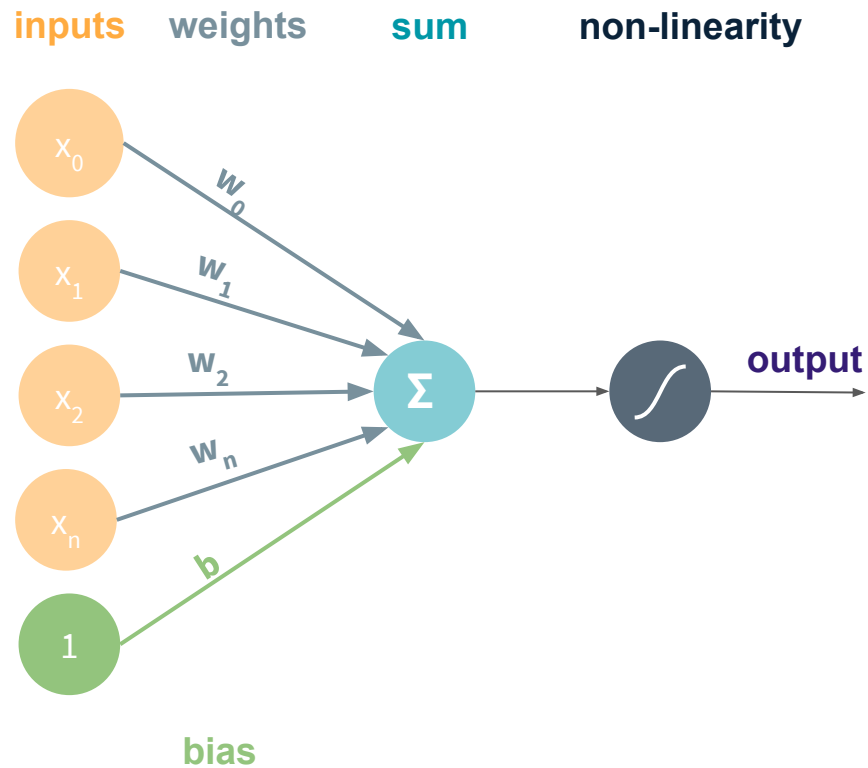 inputs weights sum non-linearity
x0
w0
x1
w1
x2
w2
Σ
output
xn
wn
b
1
bias